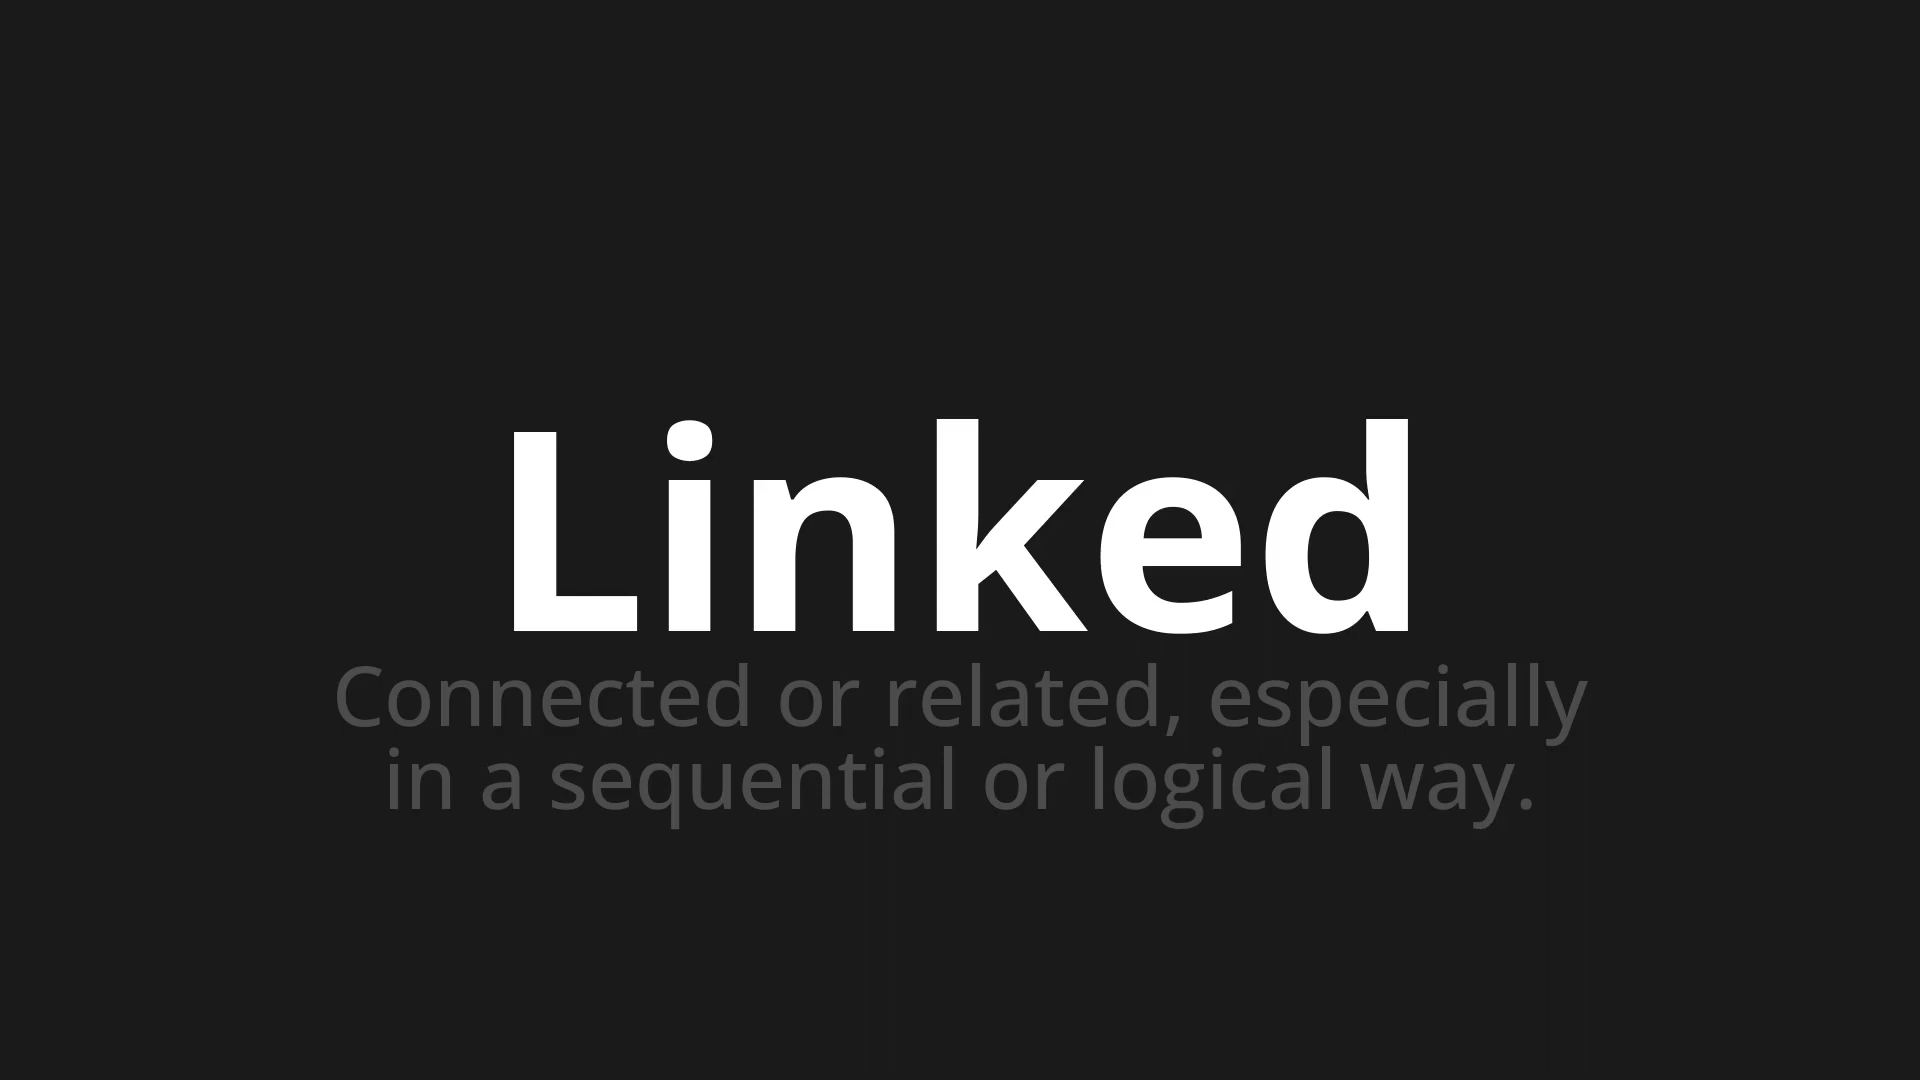 Linked
Connected or related, especially
in a sequential or logical way.